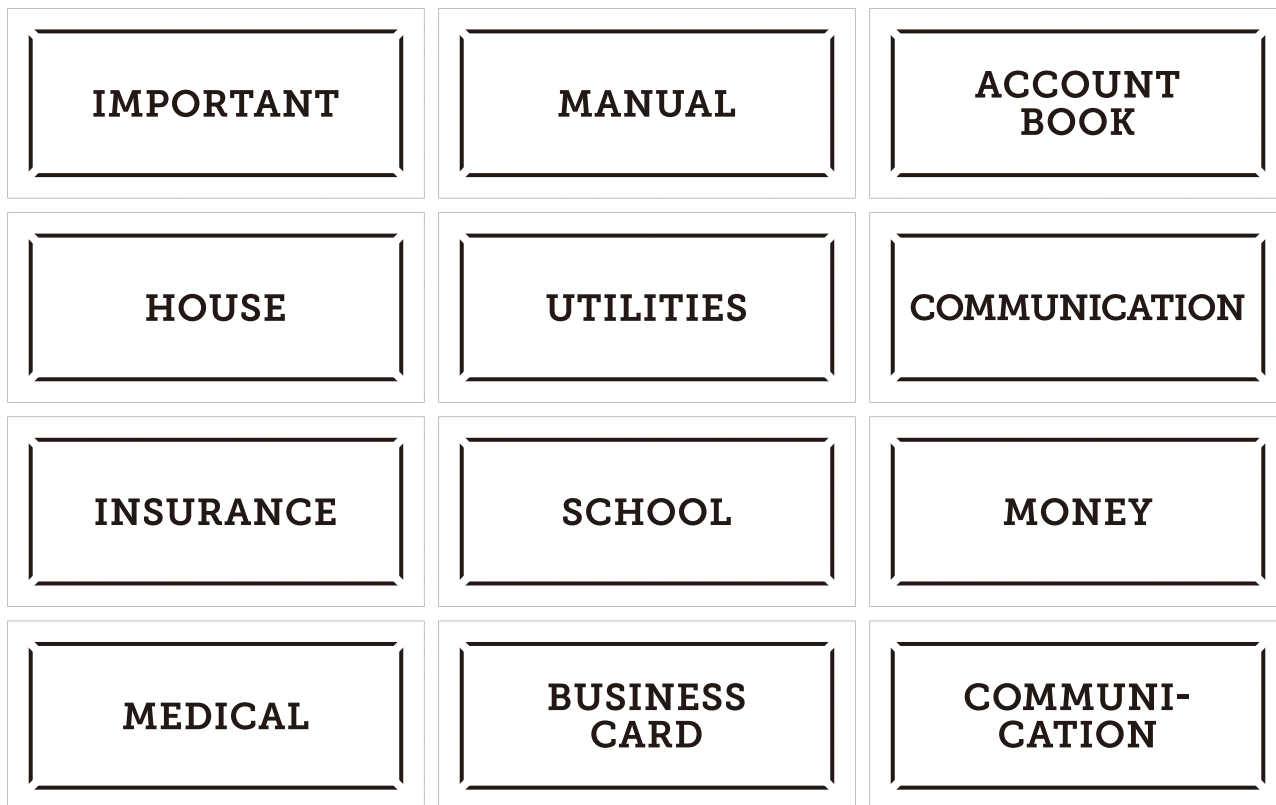 IMPORTANT
MANUAL
ACCOUNT
BOOK
HOUSE
UTILITIES
COMMUNICATION
INSURANCE
SCHOOL
MONEY
MEDICAL
BUSINESS
CARD
COMMUNI-
CATION